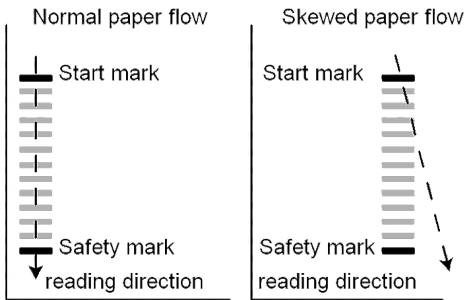 Normal paper flow
Start mark
Safety mark
reading direction
Skewed paper flow
Start mark
Safety mark
reading direction